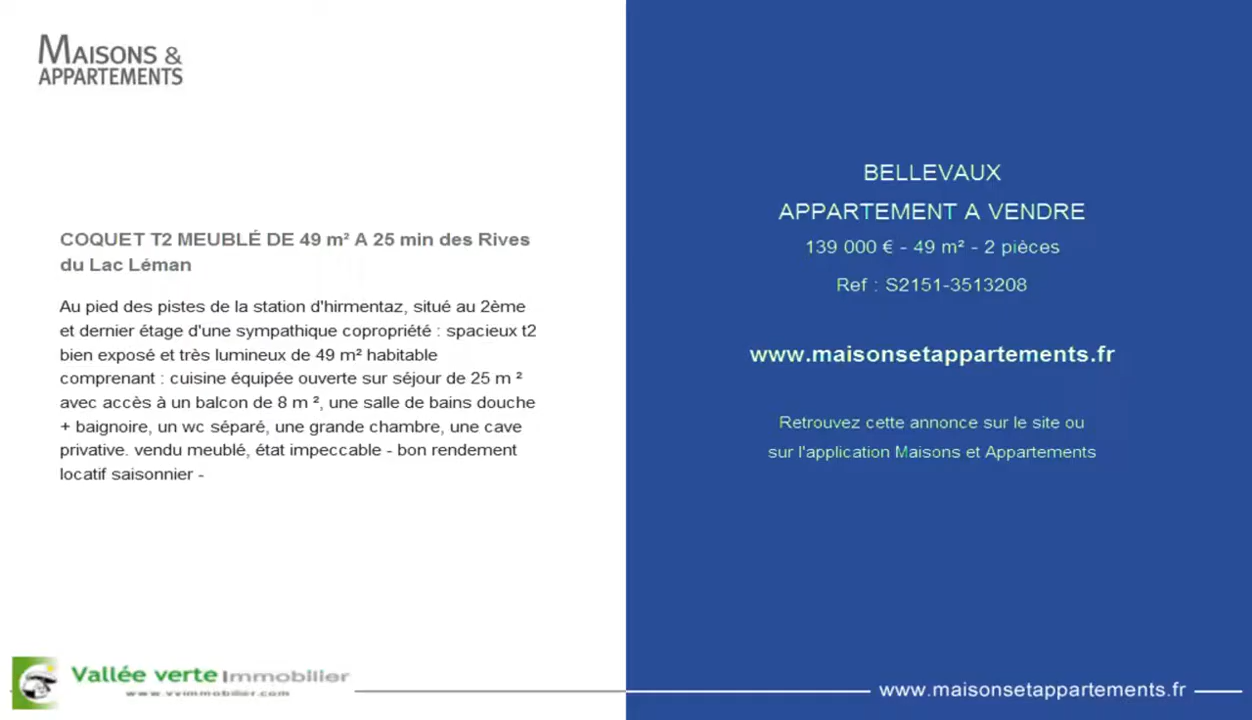 MAISONS &
APPARTEMENTS
COQUET T2 MEUBLÉ DE 49 m² A 25 min des Rives
du Lac Léman
Au pied des pistes de la station d'hirmentaz, situé au 2ème
et dernier étage d'une sympathique copropriété : spacieux t2
bien exposé et très lumineux de 49 m² habitable
comprenant : cuisine équipée ouverte sur séjour de 25 m ²
avec accès à un balcon de 8 m ², une salle de bains douche
+ baignoire, un wc séparé, une grande chambre, une cave
privative. vendu meublé, état impeccable - bon rendement
locatif saisonnier -
BELLEVAUX
APPARTEMENT A VENDRE
139 000 € - 49 m² - 2 pièces
Ref : S2151-3513208
www.maisonsetappartements.fr
Retrouvez cette annonce sur le site ou
sur l'application Maisons et Appartements
Vallée verte Immobilier
www.vvimmobilier.com
www.maisonsetappartements.fr